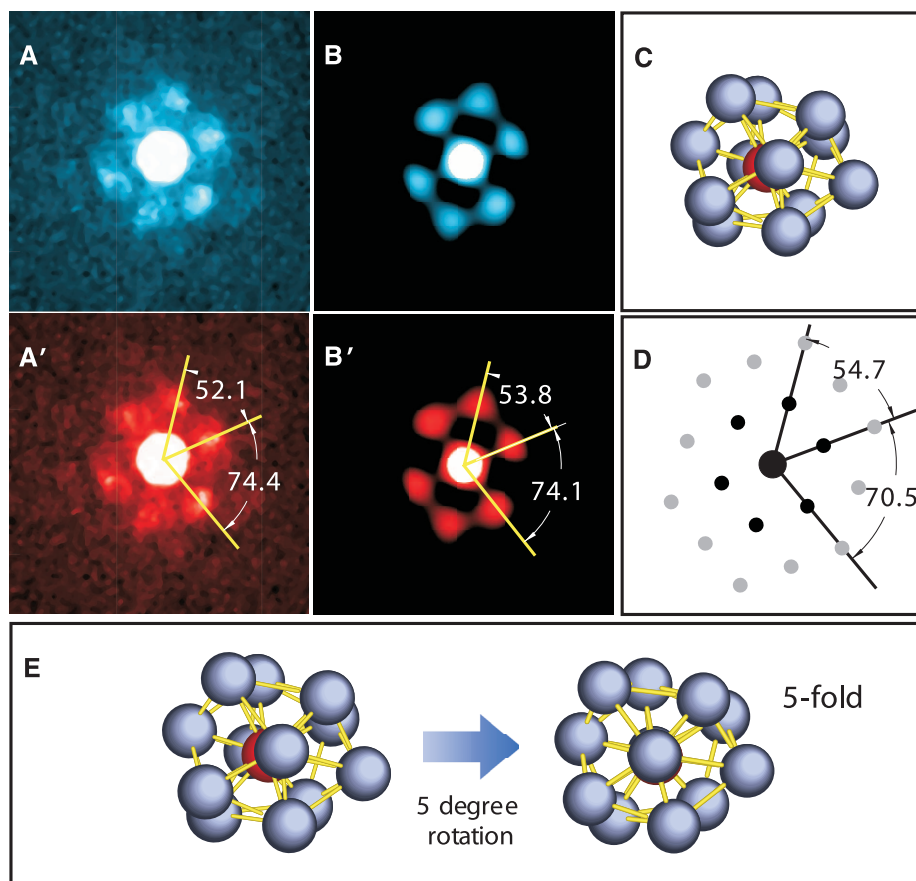 A
B
C
A′
52.1
74.4
B′
53.8
74.1
D
54.7
70.5
E
5 degree
rotation
5-fold